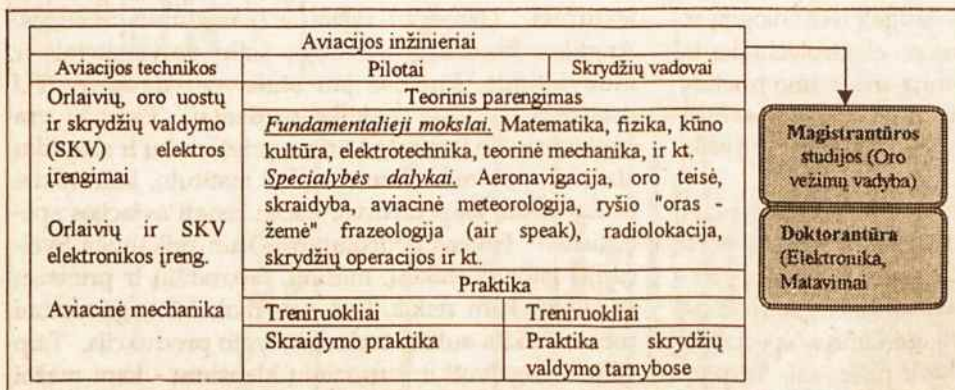 Aviacijos inžinieriai
Aviacijos technikos
Pilotai
Skrydžių vadovai
Orlaivių, oro uostų
ir skrydžių valdymo
(SKV) elektros
įrengimai
Orlaivių ir SKV
elektronikos įreng.
Aviacinė mechanika
Teorinis parengimas
Fundamentalieji mokslai. Matematika, fizika, kūno
kultūra, elektrotechnika, teorinė mechanika, ir kt.
Specialybės dalykai. Aeronavigacija, oro teisė,
skraidyba, aviacinė meteorologija, ryšio "oras -
žemė" frazeologija (air speak), radiolokacija,
skrydžių operacijos ir kt.
Praktika
Treniruokliai
Treniruokliai
Skraidymo praktika
Praktika skrydžių
valdymo tarnybose
Magistrantūros
studijos (Oro
vežimų vadyba)
Doktorantūra
(Elektronika,
Matavimai